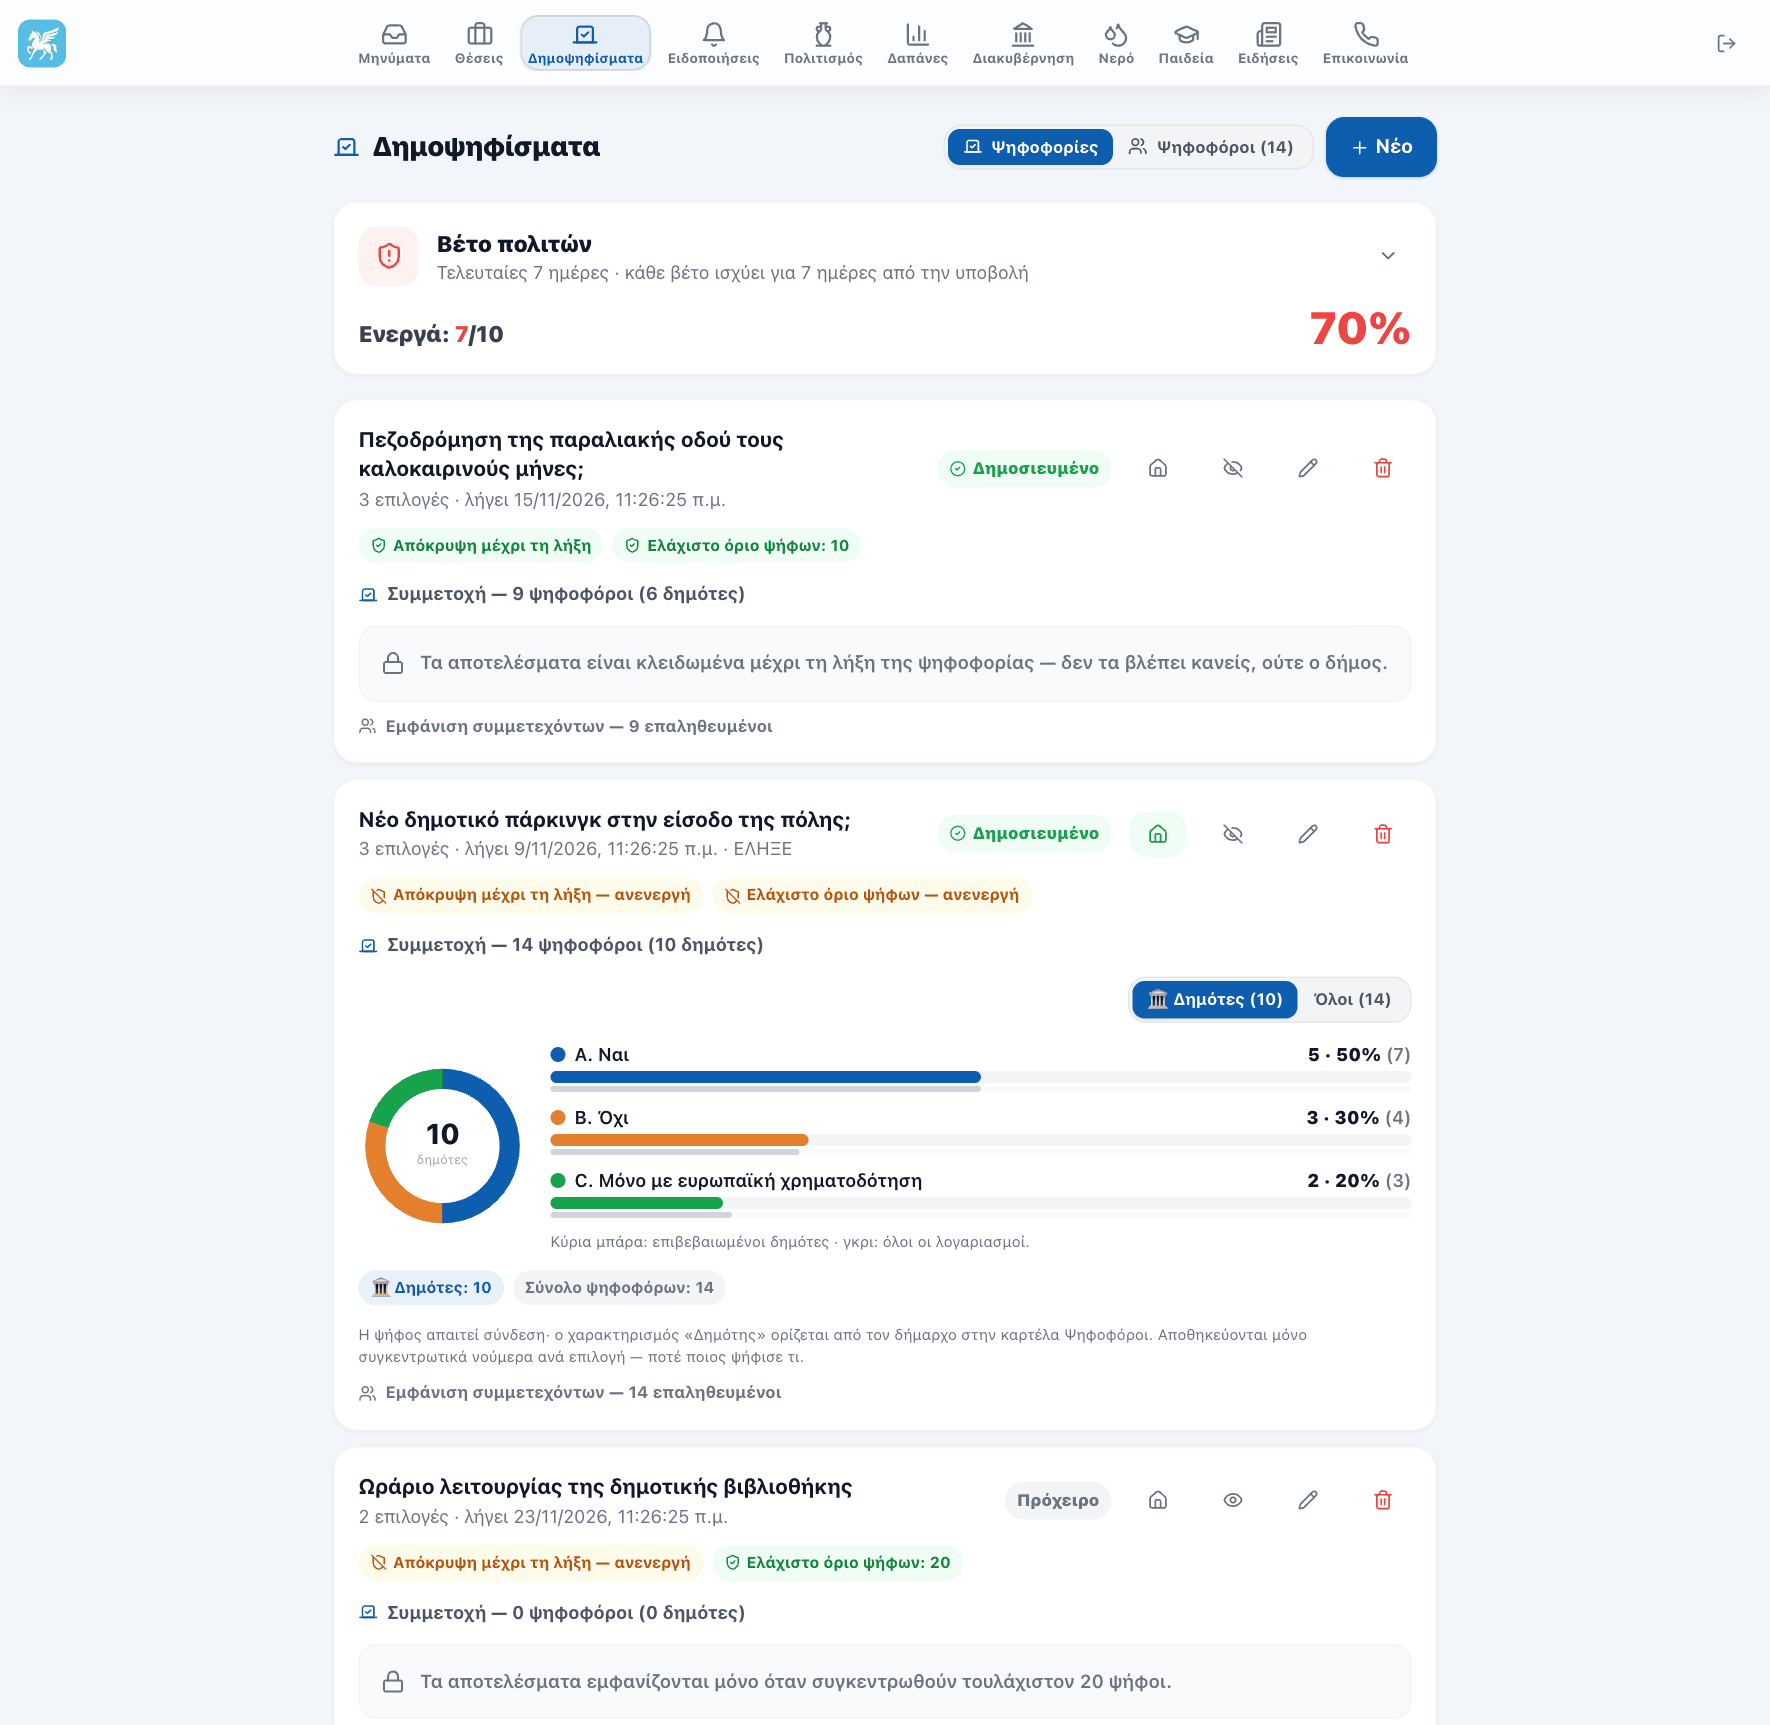 Μηνύματα
Θέσεις
Δημοψηφίσματα
Ειδοποιήσεις
Πολιτισμός
Δαπάνες
Διακυβέρνηση
Νερό
Παιδεία
Ειδήσεις
Επικοινωνία
Δημοψηφίσματα
Ψηφοφορίες
Ψηφοφόροι (14)
+ Νέο
Βέτο πολιτών
Τελευταίες 7 ημέρες · κάθε βέτο ισχύει για 7 ημέρες από την υποβολή
Ενεργά: 7/10
70%
Πεζοδρόμηση της παραλιακής οδού τους
καλοκαιρινούς μήνες;
3 επιλογές · λήγει 15/11/2026, 11:26:25 π.μ.
Δημοσιευμένο
Απόκρυψη μέχρι τη λήξη
Ελάχιστο όριο ψήφων: 10
Συμμετοχή — 9 ψηφοφόροι (6 δημότες)
Τα αποτελέσματα είναι κλειδωμένα μέχρι τη λήξη της ψηφοφορίας — δεν τα βλέπει κανείς, ούτε ο δήμος.
Εμφάνιση συμμετεχόντων — 9 επαληθευμένοι
Νέο δημοτικό πάρκινγκ στην είσοδο της πόλης;
3 επιλογές · λήγει 9/11/2026, 11:26:25 π.μ. · ΕΛΗΞΕ
Δημοσιευμένο
Απόκρυψη μέχρι τη λήξη — ανενεργή
Ελάχιστο όριο ψήφων — ανενεργή
Συμμετοχή — 14 ψηφοφόροι (10 δημότες)
Δημότες (10)
Όλοι (14)
10
δημότες
A. Ναι
5 · 50% (7)
B. Όχι
3 · 30% (4)
C. Μόνο με ευρωπαϊκή χρηματοδότηση
2 · 20% (3)
Κύρια μπάρα: επιβεβαιωμένοι δημότες · γκρι: όλοι οι λογαριασμοί.
Δημότες: 10
Σύνολο ψηφοφόρων: 14
Η ψήφος απαιτεί σύνδεση· ο χαρακτηρισμός «Δημότης» ορίζεται από τον δήμαρχο στην καρτέλα Ψηφοφόροι. Αποθηκεύονται μόνο
συγκεντρωτικά νούμερα ανά επιλογή — ποτέ ποιος ψήφισε τι.
Εμφάνιση συμμετεχόντων — 14 επαληθευμένοι
Ωράριο λειτουργίας της δημοτικής βιβλιοθήκης
2 επιλογές · λήγει 23/11/2026, 11:26:25 π.μ.
Πρόχειρο
Απόκρυψη μέχρι τη λήξη — ανενεργή
Ελάχιστο όριο ψήφων: 20
Συμμετοχή — 0 ψηφοφόροι (0 δημότες)
Τα αποτελέσματα εμφανίζονται μόνο όταν συγκεντρωθούν τουλάχιστον 20 ψήφοι.